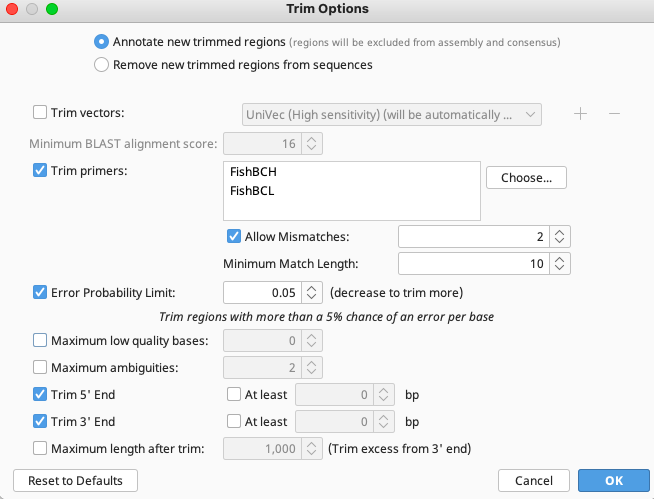 Trim Options
Annotate new trimmed regions (regions will be excluded from assembly and consensus)
Remove new trimmed regions from sequences
Trim vectors: UniVec (High sensitivity) (will be automatically ...
Minimum BLAST alignment score: 16
Trim primers: FishBCH Choose...
FishBCL
Allow Mismatches: 2
Minimum Match Length: 10
Error Probability Limit: 0.05 (decrease to trim more)
Trim regions with more than a 5% chance of an error per base
Maximum low quality bases: 0
Maximum ambiguities: 2
Trim 5' End At least 0 bp
Trim 3' End At least 0 bp
Maximum length after trim: 1,000 (Trim excess from 3' end)
Reset to Defaults Cancel OK